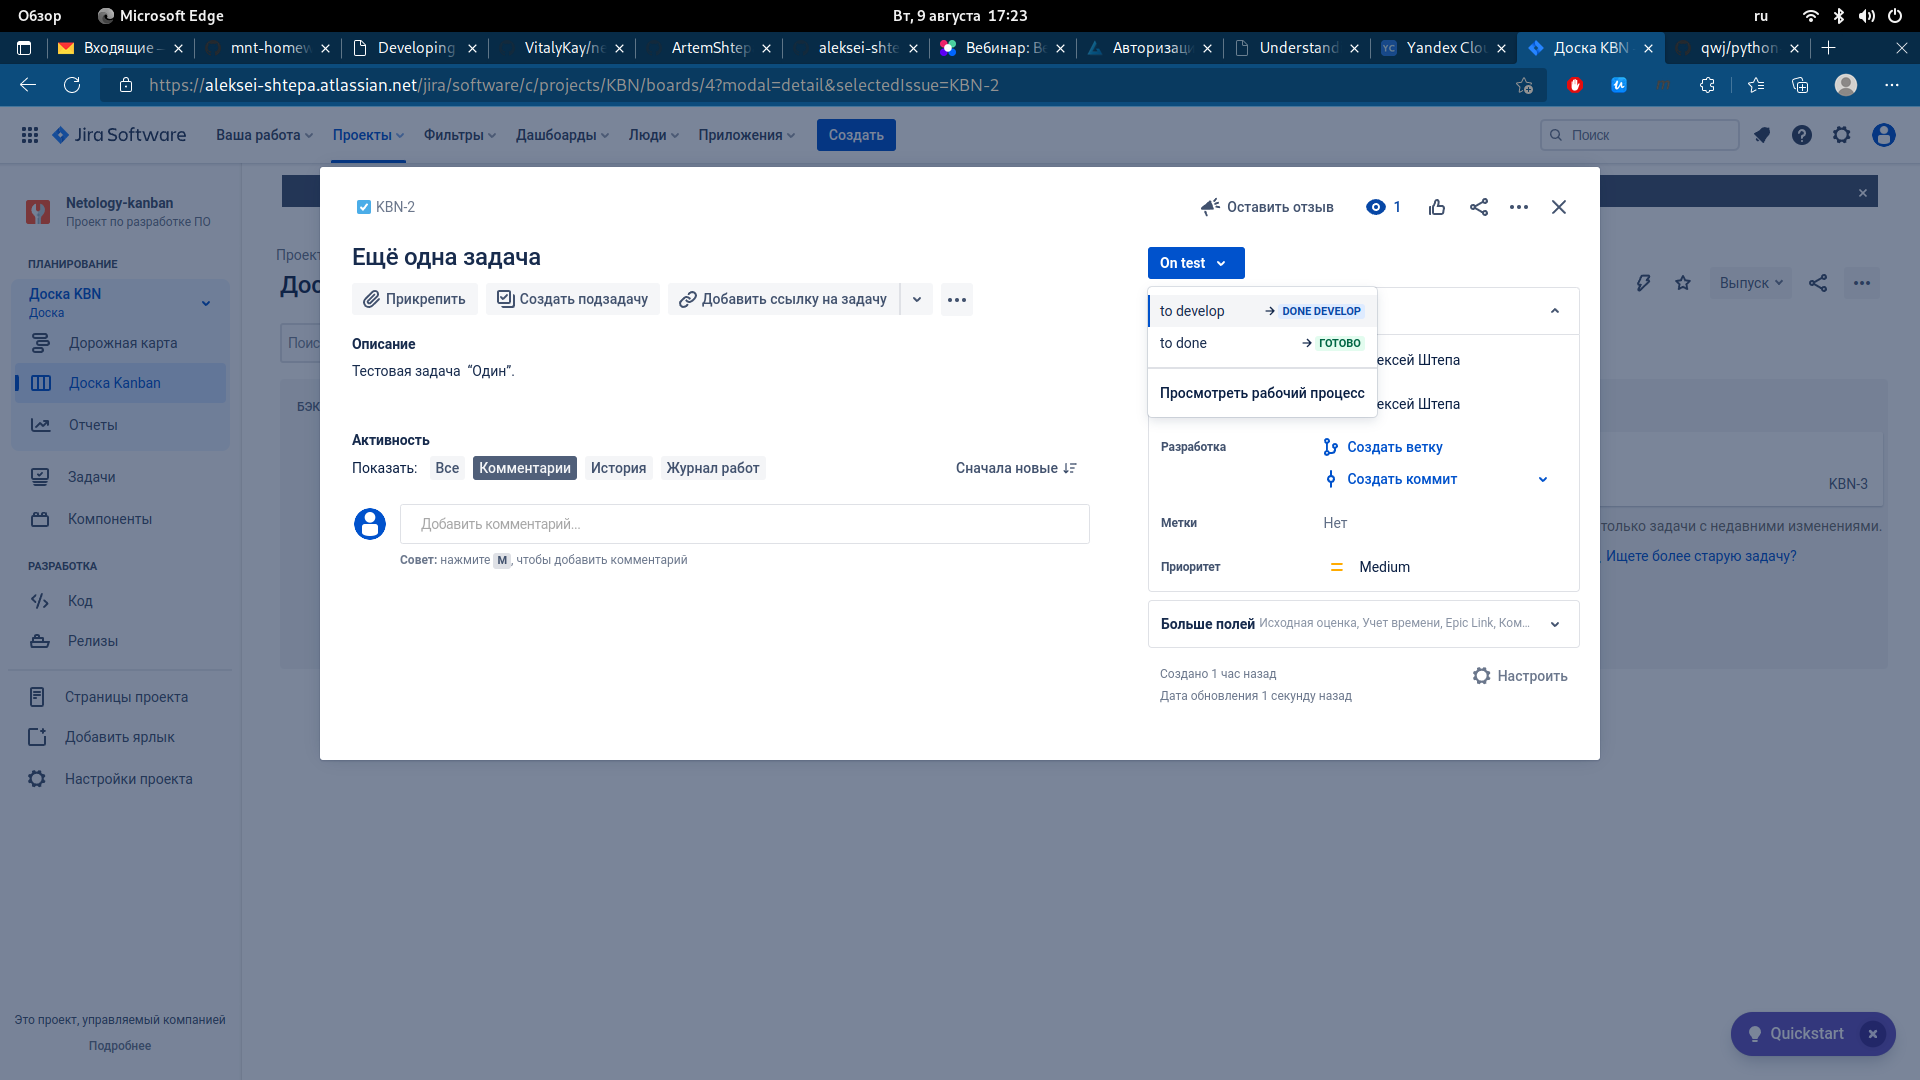 Обзор Microsoft Edge Вт, 9 августа 17:23 ru
Входящие – mnt-homew Developing VitalyKay/ne ArtemShtep aleksei-shte Вебинар: Ве Авторизаци Understand Yandex Clou Доска KBN qwj/python
https://aleksei-shtepa.atlassian.net/jira/software/c/projects/KBN/boards/4?modal=detail&selectedIssue=KBN-2
Jira Software Ваша работа Проекты Фильтры Дашборды Люди Приложения Создать Поиск
Netology-kanban
Проект по разработке ПО
ПЛАНИРОВАНИЕ
Доска KBN
Доска
Дорожная карта
Доска Kanban
Отчеты
Задачи
Компоненты
РАЗРАБОТКА
Код
Релизы
Страницы проекта
Добавить ярлык
Настройки проекта
Это проект, управляемый компанией
Подробнее
Проект
Дос
Поис
БЭК
Выпуск
KBN-3
только задачи с недавними изменениями.
Ищете более старую задачу?
KBN-2
Оставить отзыв 1
Ещё одна задача
Прикрепить Создать подзадачу Добавить ссылку на задачу
Описание
Тестовая задача “Один”.
Активность
Показать: Все Комментарии История Журнал работ Сначала новые
Добавить комментарий...
Совет: нажмите M, чтобы добавить комментарий
On test
to develop → DONE DEVELOP
to done → ГОТОВО
Просмотреть рабочий процесс
ексей Штепа
ексей Штепа
Разработка Создать ветку
Создать коммит
Метки Нет
Приоритет Medium
Больше полей Исходная оценка, Учет времени, Epic Link, Ком...
Создано 1 час назад
Дата обновления 1 секунду назад
Настроить
Quickstart